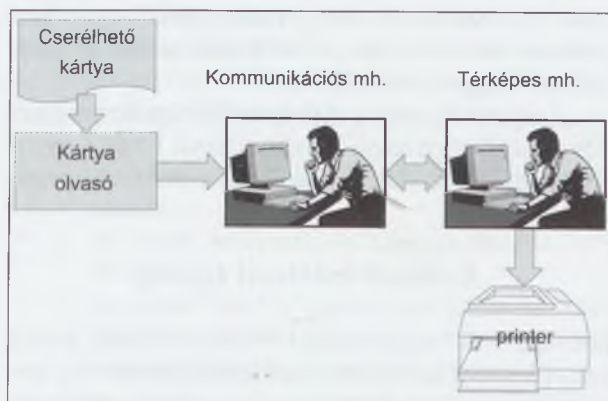 Cserélhető
kártya
Kommunikációs mh.
Térképes mh.
Kártya
olvasó
printer